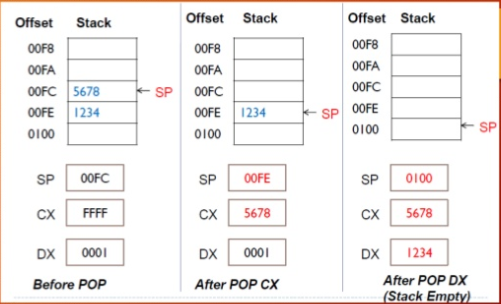 Offset Stack
00F8
00FA
00FC 5678 ← SP
00FE 1234
0100
SP 00FC
CX FFFF
DX 0001
Before POP
Offset Stack
00F8
00FA
00FC
00FE 1234 ← SP
0100
SP 00FE
CX 5678
DX 0001
After POP CX
Offset Stack
00F8
00FA
00FC
00FE
0100 ← SP
SP 0100
CX 5678
DX 1234
After POP DX
(Stack Empty)